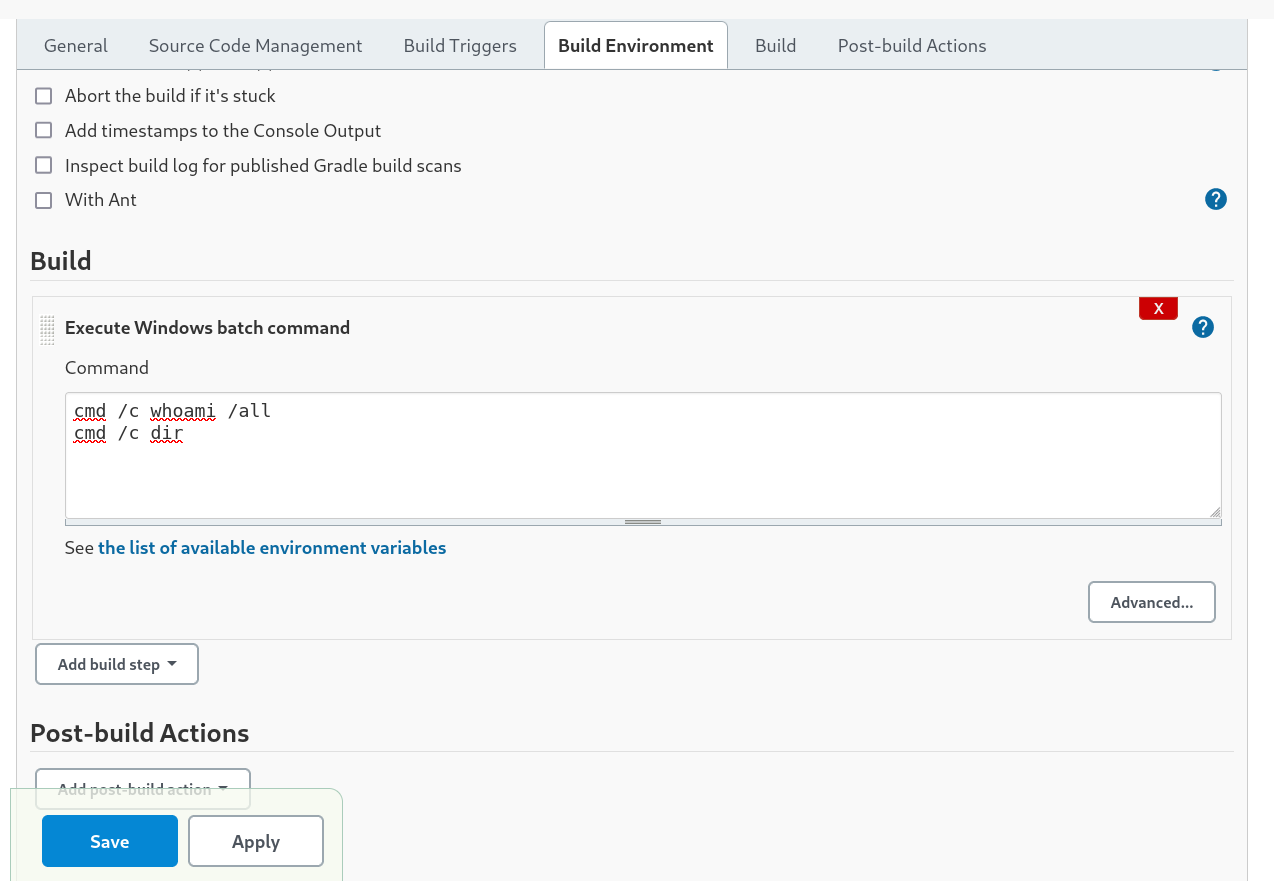 General Source Code Management Build Triggers Build Environment Build Post-build Actions
Abort the build if it's stuck
Add timestamps to the Console Output
Inspect build log for published Gradle build scans
With Ant ?
Build
X
Execute Windows batch command ?
Command
cmd /c whoami /all
cmd /c dir
See the list of available environment variables
Advanced...
Add build step
Post-build Actions
Add post-build action
Save Apply